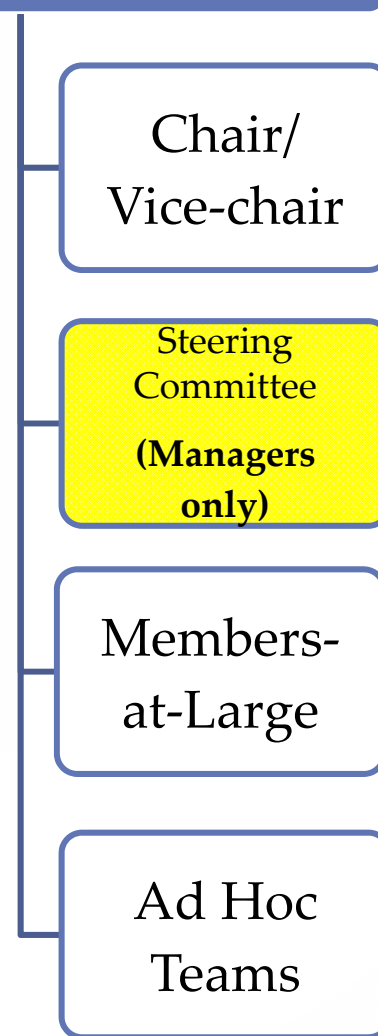 Chair/
Vice-chair
Steering
Committee
(Managers
only)
Members-
at-Large
Ad Hoc
Teams